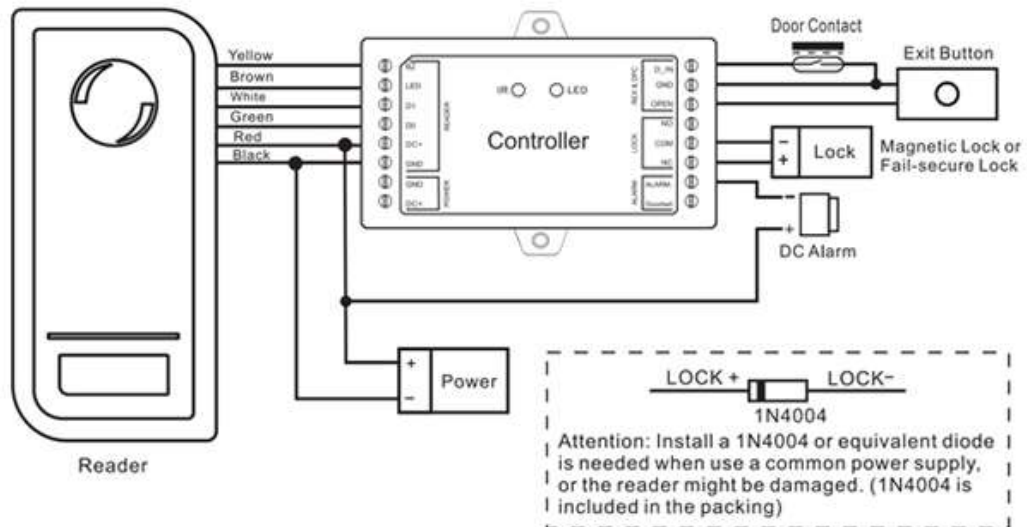 Yellow
Brown
White
Green
Red
Black
Reader
BZ
LED
D1
D0
DC+
GND
READER
GND
DC+
POWER
IR
LED
Controller
D_IN
GND
OPEN
NO
COM
NC
LOCK
ALARM
Doorbell
ALARM
Door Contact
Exit Button
−
+
Lock
Magnetic Lock or
Fail-secure Lock
−
+
DC Alarm
+
−
Power
LOCK +
LOCK−
1N4004
Attention: Install a 1N4004 or equivalent diode
is needed when use a common power supply,
or the reader might be damaged. (1N4004 is
included in the packing)